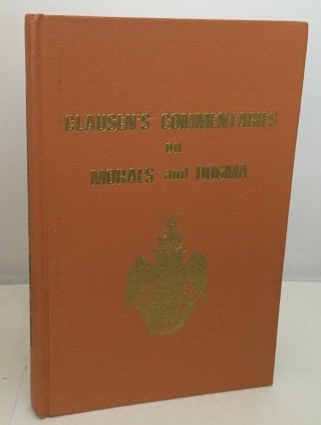 CLAUSEN'S COMMENTARIES
on
MORALS and DOGMA